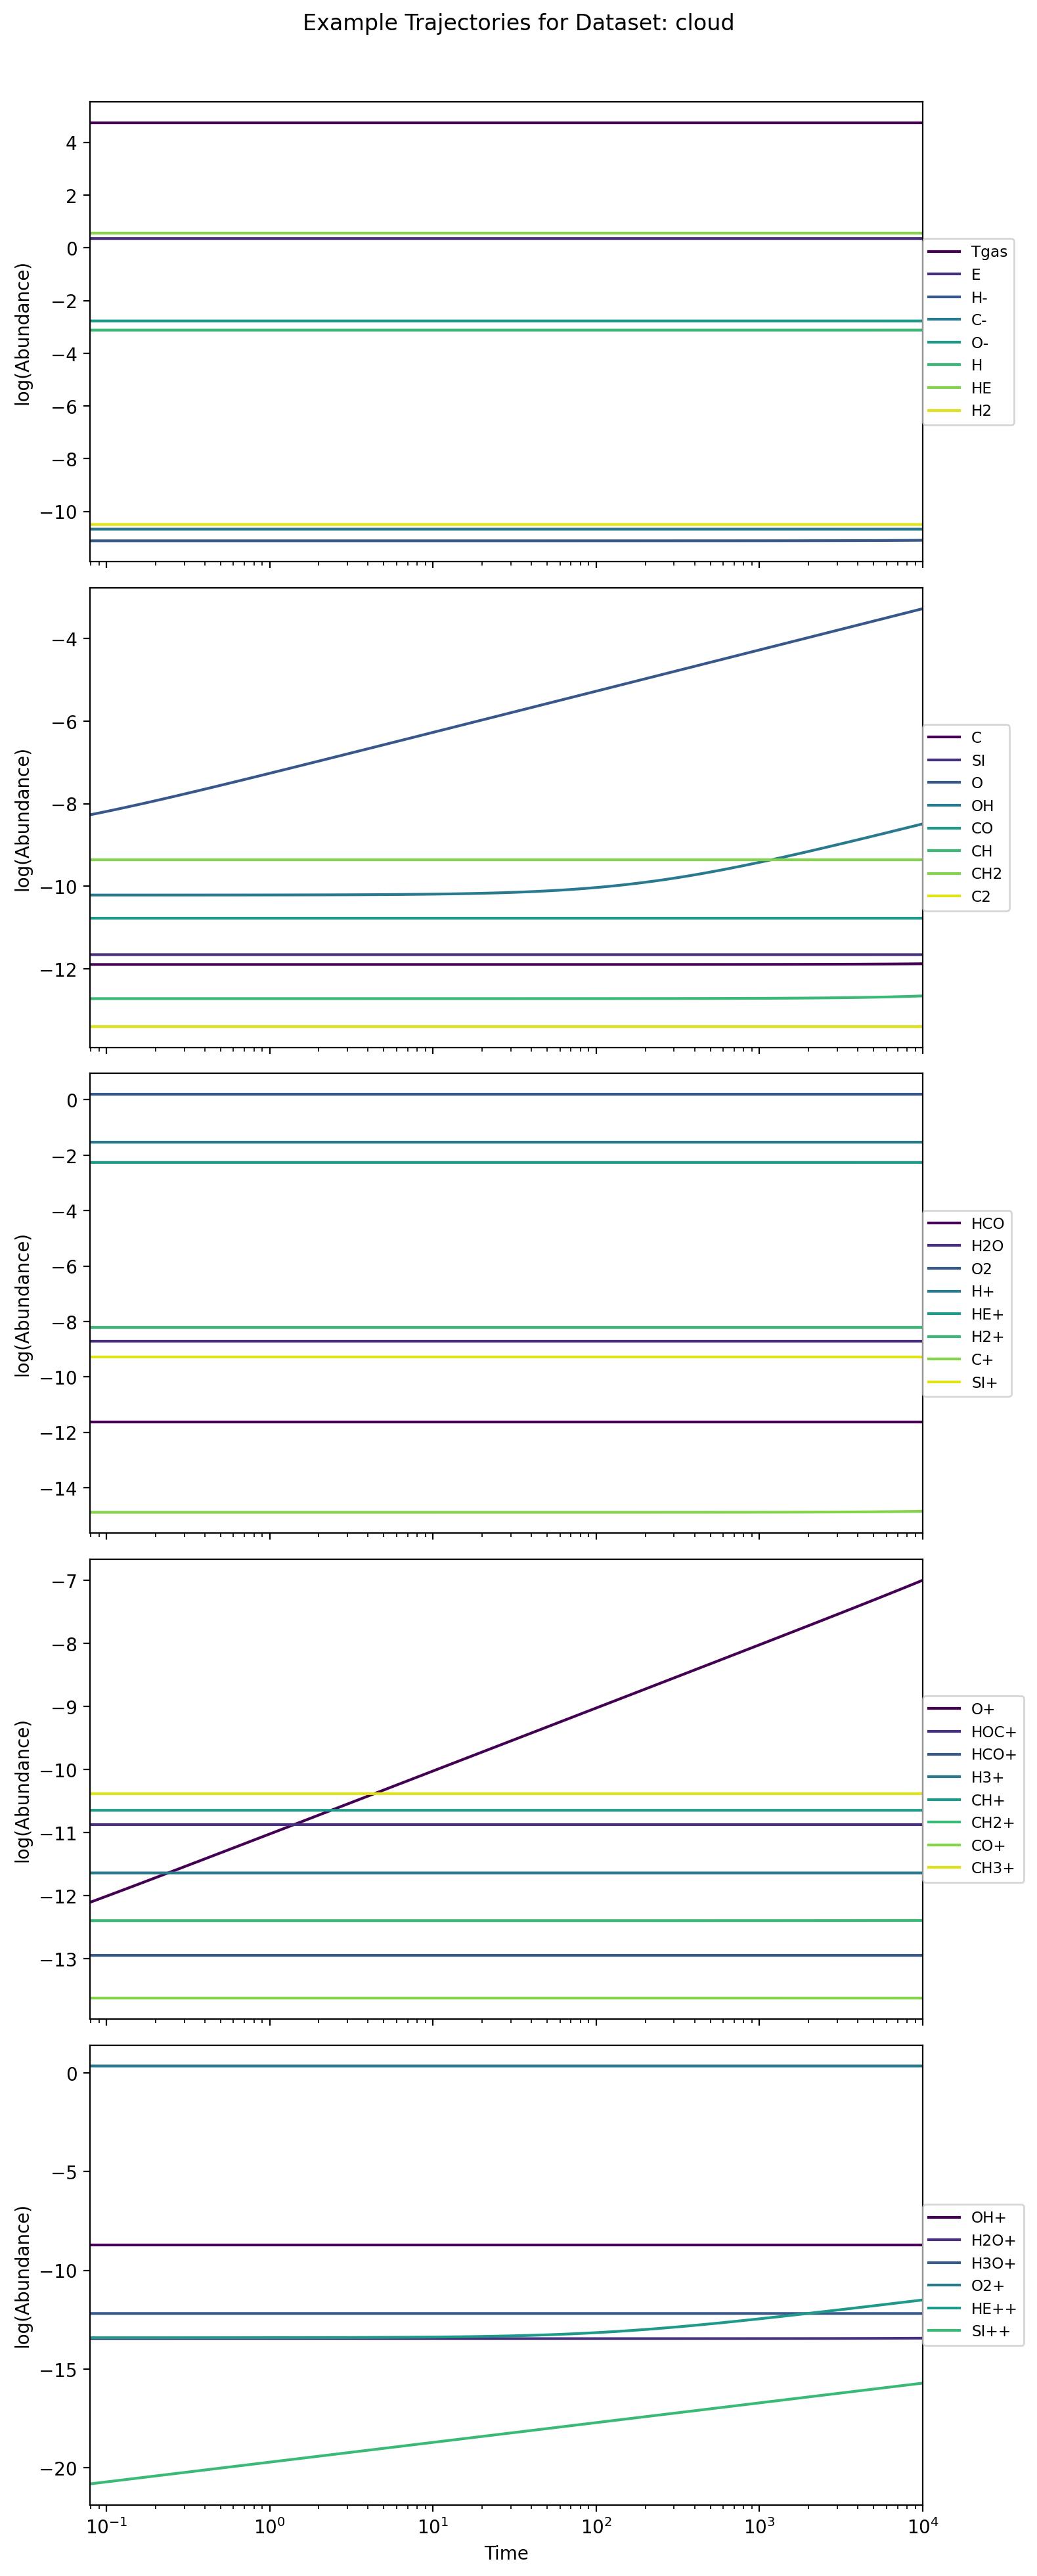 Example Trajectories for Dataset: cloud
4
2
0
−2
−4
−6
−8
−10
log(Abundance)
Tgas
E
H-
C-
O-
H
HE
H2
−4
−6
−8
−10
−12
log(Abundance)
C
SI
O
OH
CO
CH
CH2
C2
0
−2
−4
−6
−8
−10
−12
−14
log(Abundance)
HCO
H2O
O2
H+
HE+
H2+
C+
SI+
−7
−8
−9
−10
−11
−12
−13
log(Abundance)
O+
HOC+
HCO+
H3+
CH+
CH2+
CO+
CH3+
0
−5
−10
−15
−20
log(Abundance)
OH+
H2O+
H3O+
O2+
HE++
SI++
10⁻¹ 10⁰ 10¹ 10² 10³ 10⁴
Time